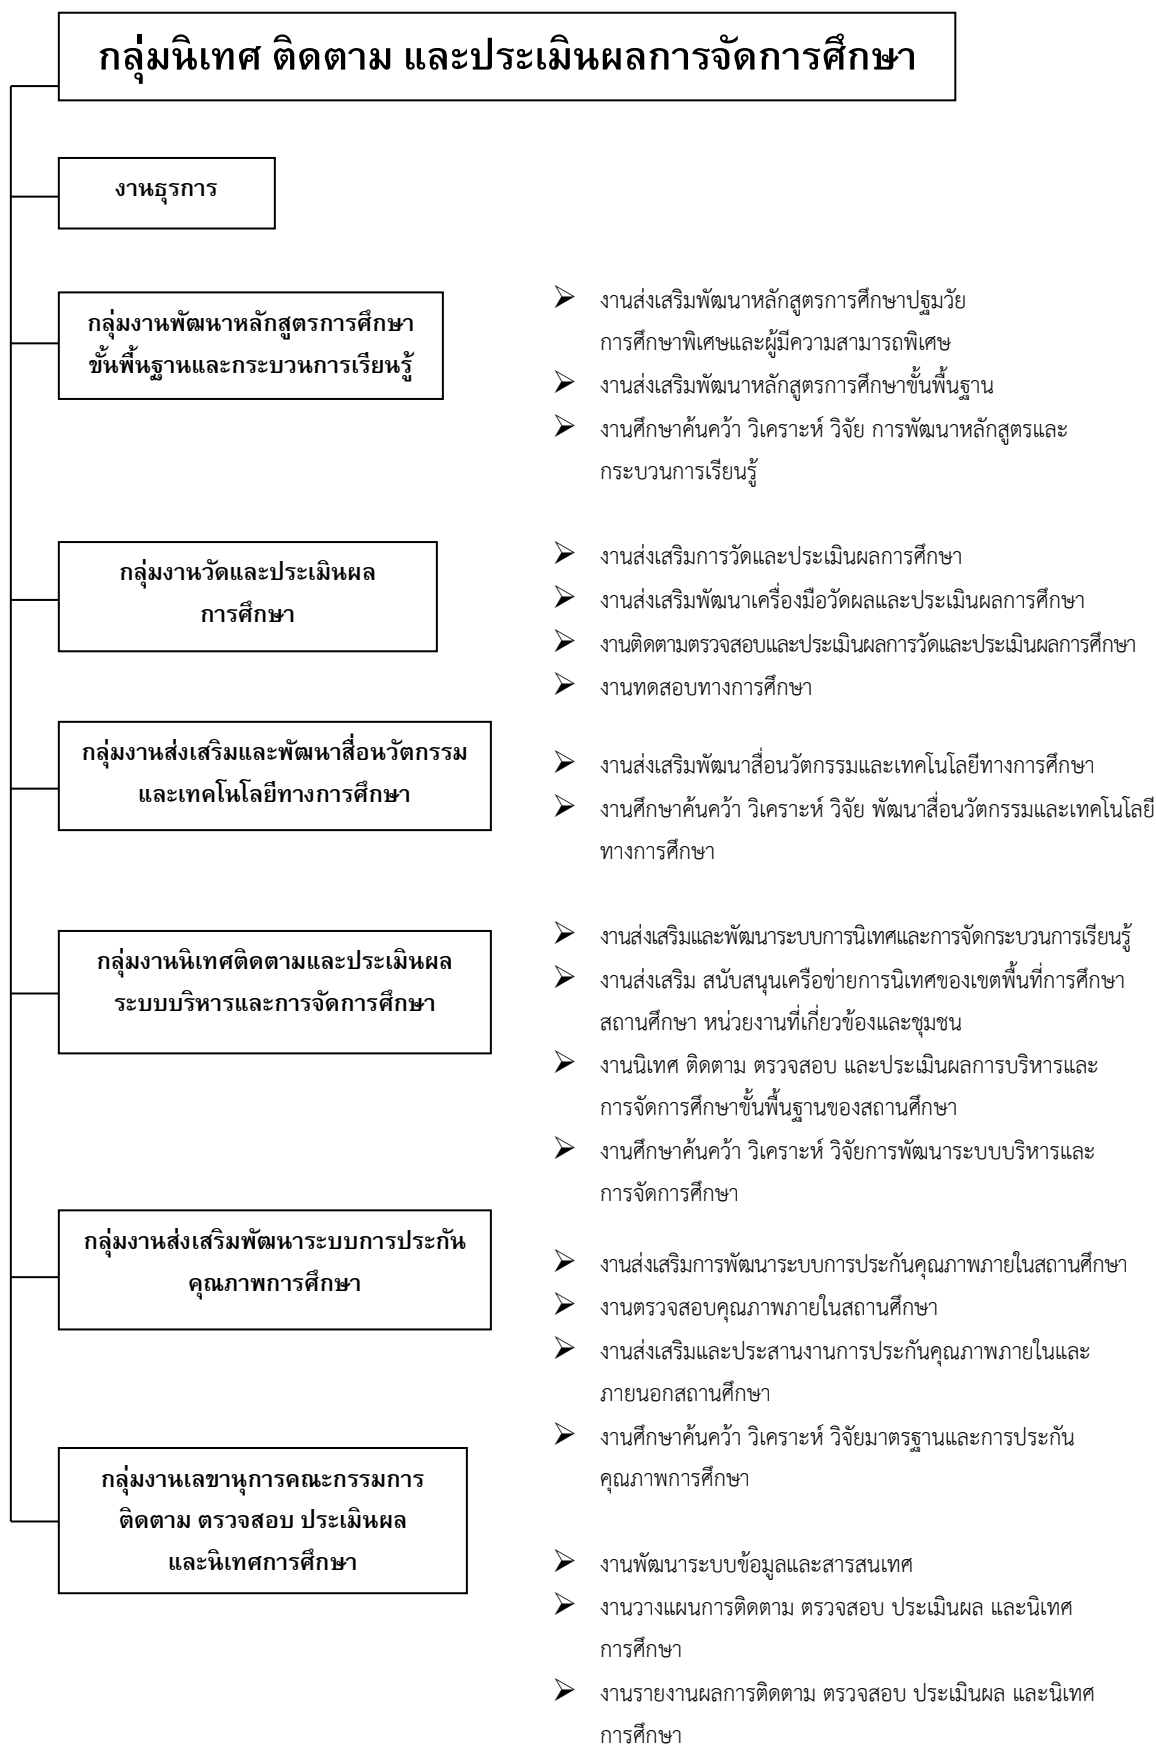 กลุ่มนิเทศ ติดตาม และประเมินผลการจัดการศึกษา
งานธุรการ
กลุ่มงานพัฒนาหลักสูตรการศึกษา
ขั้นพื้นฐานและกระบวนการเรียนรู้
งานส่งเสริมพัฒนาหลักสูตรการศึกษาปฐมวัย
การศึกษาพิเศษและผู้มีความสามารถพิเศษ
งานส่งเสริมพัฒนาหลักสูตรการศึกษาขั้นพื้นฐาน
งานศึกษาค้นคว้า วิเคราะห์ วิจัย การพัฒนาหลักสูตรและ
กระบวนการเรียนรู้
กลุ่มงานวัดและประเมินผล
การศึกษา
งานส่งเสริมการวัดและประเมินผลการศึกษา
งานส่งเสริมพัฒนาเครื่องมือวัดผลและประเมินผลการศึกษา
งานติดตามตรวจสอบและประเมินผลการวัดและประเมินผลการศึกษา
งานทดสอบทางการศึกษา
กลุ่มงานส่งเสริมและพัฒนาสื่อนวัตกรรม
และเทคโนโลยีทางการศึกษา
งานส่งเสริมพัฒนาสื่อนวัตกรรมและเทคโนโลยีทางการศึกษา
งานศึกษาค้นคว้า วิเคราะห์ วิจัย พัฒนาสื่อนวัตกรรมและเทคโนโลยี
ทางการศึกษา
กลุ่มงานนิเทศติดตามและประเมินผล
ระบบบริหารและการจัดการศึกษา
งานส่งเสริมและพัฒนาระบบการนิเทศและการจัดกระบวนการเรียนรู้
งานส่งเสริม สนับสนุนเครือข่ายการนิเทศของเขตพื้นที่การศึกษา
สถานศึกษา หน่วยงานที่เกี่ยวข้องและชุมชน
งานนิเทศ ติดตาม ตรวจสอบ และประเมินผลการบริหารและ
การจัดการศึกษาขั้นพื้นฐานของสถานศึกษา
งานศึกษาค้นคว้า วิเคราะห์ วิจัยการพัฒนาระบบบริหารและ
การจัดการศึกษา
กลุ่มงานส่งเสริมพัฒนาระบบการประกัน
คุณภาพการศึกษา
งานส่งเสริมการพัฒนาระบบการประกันคุณภาพภายในสถานศึกษา
งานตรวจสอบคุณภาพภายในสถานศึกษา
งานส่งเสริมและประสานงานการประกันคุณภาพภายในและ
ภายนอกสถานศึกษา
งานศึกษาค้นคว้า วิเคราะห์ วิจัยมาตรฐานและการประกัน
คุณภาพการศึกษา
กลุ่มงานเลขานุการคณะกรรมการ
ติดตาม ตรวจสอบ ประเมินผล
และนิเทศการศึกษา
งานพัฒนาระบบข้อมูลและสารสนเทศ
งานวางแผนการติดตาม ตรวจสอบ ประเมินผล และนิเทศ
การศึกษา
งานรายงานผลการติดตาม ตรวจสอบ ประเมินผล และนิเทศ
การศึกษา